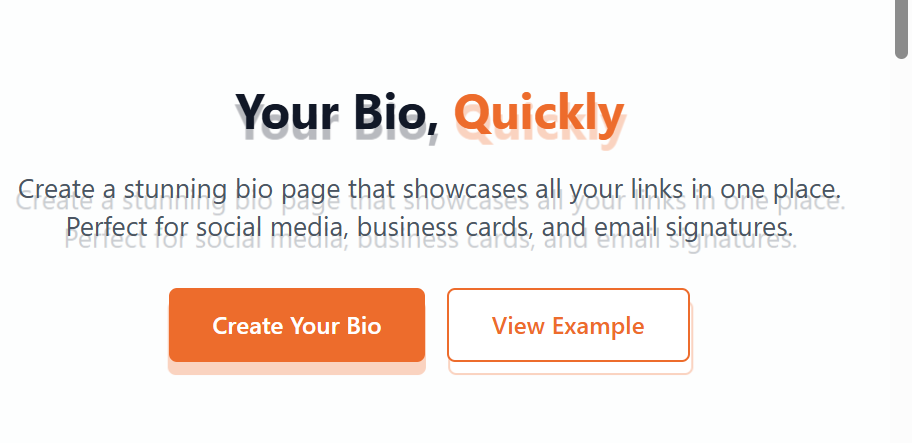 Your Bio, Quickly
Create a stunning bio page that showcases all your links in one place.
Perfect for social media, business cards, and email signatures.
Create Your Bio
View Example